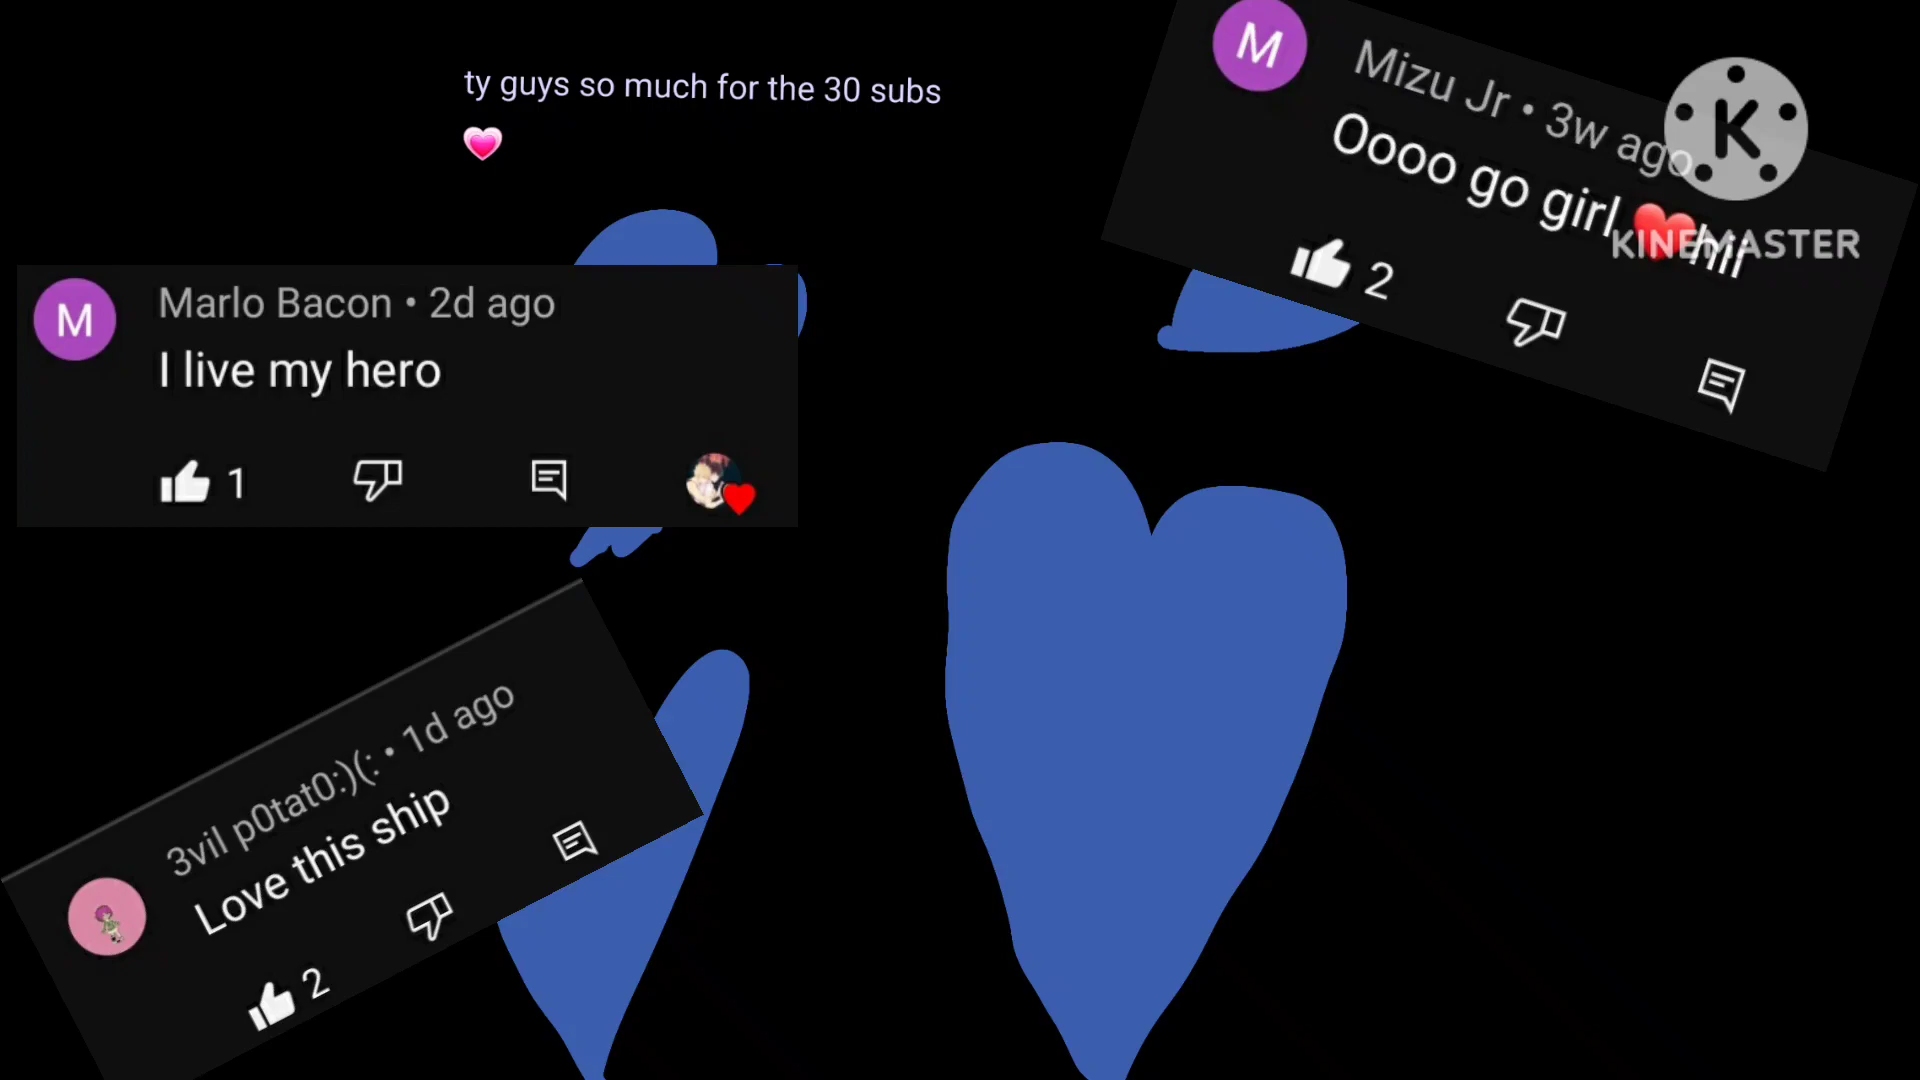 ty guys so much for the 30 subs
💗
M
Mizu Jr • 3w ago
Oooo go girl ❤️hii
2
K
KINEMASTER
M
Marlo Bacon • 2d ago
I live my hero
1
3vil p0tat0:)(: • 1d ago
Love this ship
2